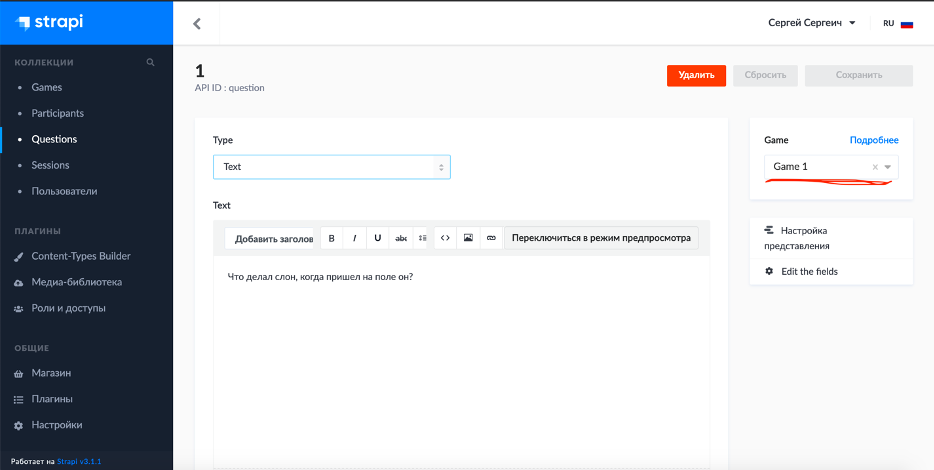 strapi
Сергей Сергеич
RU
КОЛЛЕКЦИИ
Games
Participants
Questions
Sessions
Пользователи
ПЛАГИНЫ
Content-Types Builder
Медиа-библиотека
Роли и доступы
ОБЩИЕ
Магазин
Плагины
Настройки
Работает на Strapi v3.1.1
1
API ID : question
Удалить
Сбросить
Сохранить
Type
Text
Text
Добавить заголов
B I U abc
Переключиться в режим предпросмотра
Что делал слон, когда пришел на поле он?
Game
Подробнее
Game 1
Настройка
представления
Edit the fields